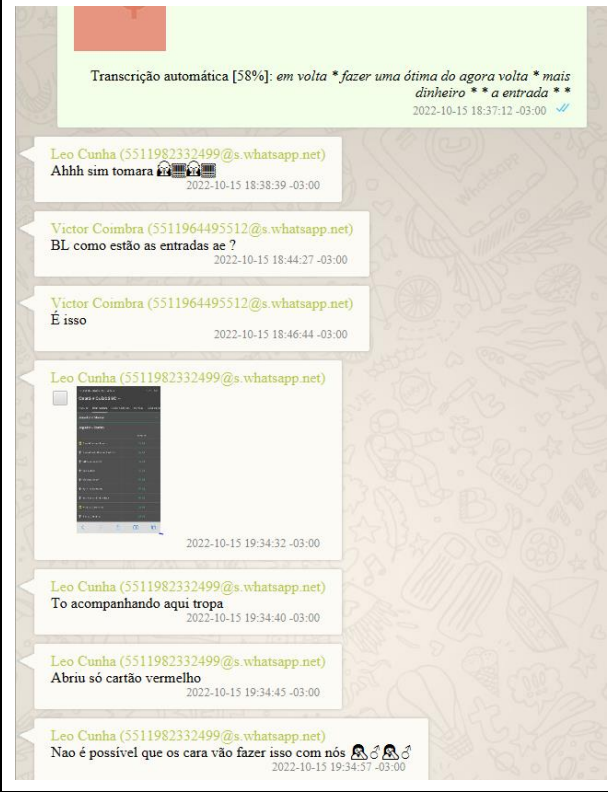 Transcrição automática [58%]: em volta * fazer uma ótima do agora volta * mais
dinheiro * * a entrada * *
2022-10-15 18:37:12 -03:00
Leo Cunha (5511982332499@s.whatsapp.net)
Ahhh sim tomara
2022-10-15 18:38:39 -03:00
Victor Coimbra (5511964495512@s.whatsapp.net)
BL como estão as entradas ae ?
2022-10-15 18:44:27 -03:00
Victor Coimbra (5511964495512@s.whatsapp.net)
É isso
2022-10-15 18:46:44 -03:00
Leo Cunha (5511982332499@s.whatsapp.net)
2022-10-15 19:34:32 -03:00
Leo Cunha (5511982332499@s.whatsapp.net)
To acompanhando aqui tropa
2022-10-15 19:34:40 -03:00
Leo Cunha (5511982332499@s.whatsapp.net)
Abriu só cartão vermelho
2022-10-15 19:34:45 -03:00
Leo Cunha (5511982332499@s.whatsapp.net)
Nao é possível que os cara vão fazer isso com nós 🤦♂🤦♂
2022-10-15 19:34:57 -03:00